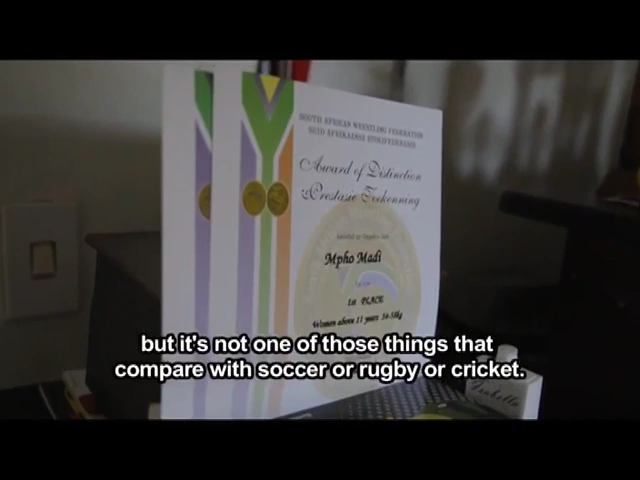 SOUTH AFRICAN WRESTLING FEDERATION
SUID AFRIKAANSE STOEIFEDERASIE
Award of Distinction
Prestasie Toekenning
Mpho Madi
1st PLACE
Women above 11 years
but it's not one of those things that
compare with soccer or rugby or cricket.
Isabella